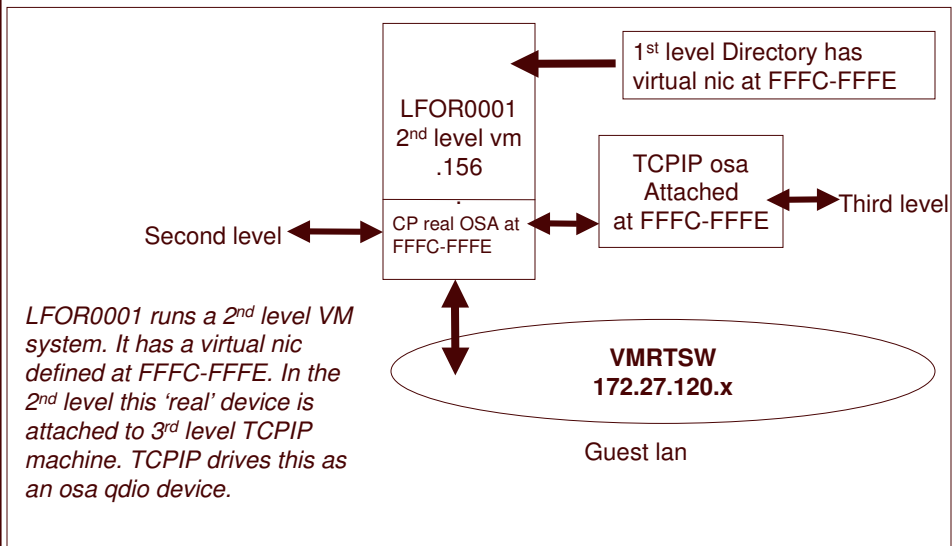 1st level Directory has
virtual nic at FFFC-FFFE
LFOR0001
2nd level vm
.156
TCPIP osa
Attached
at FFFC-FFFE
Third level
Second level
CP real OSA at
FFFC-FFFE
LFOR0001 runs a 2nd level VM
system. It has a virtual nic
defined at FFFC-FFFE. In the
2nd level this ‘real’ device is
attached to 3rd level TCPIP
machine. TCPIP drives this as
an osa qdio device.
VMRTSW
172.27.120.x
Guest lan